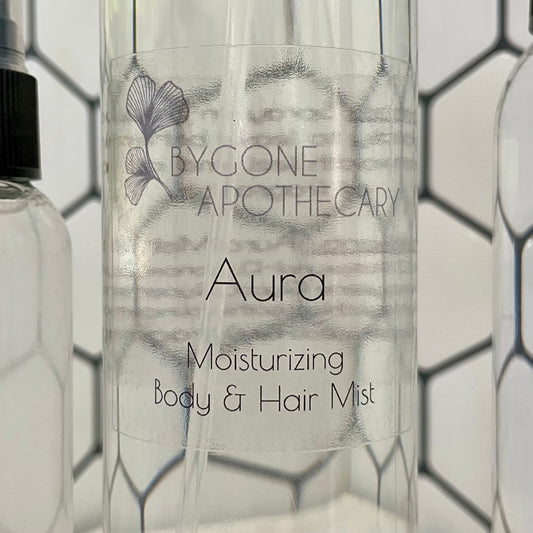 BYGONE
APOTHECARY
Aura
Moisturizing
Body & Hair Mist